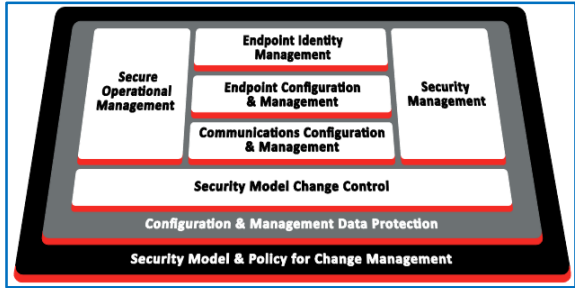 Secure
Operational
Management
Endpoint Identity
Management
Endpoint Configuration
& Management
Communications Configuration
& Management
Security
Management
Security Model Change Control
Configuration & Management Data Protection
Security Model & Policy for Change Management